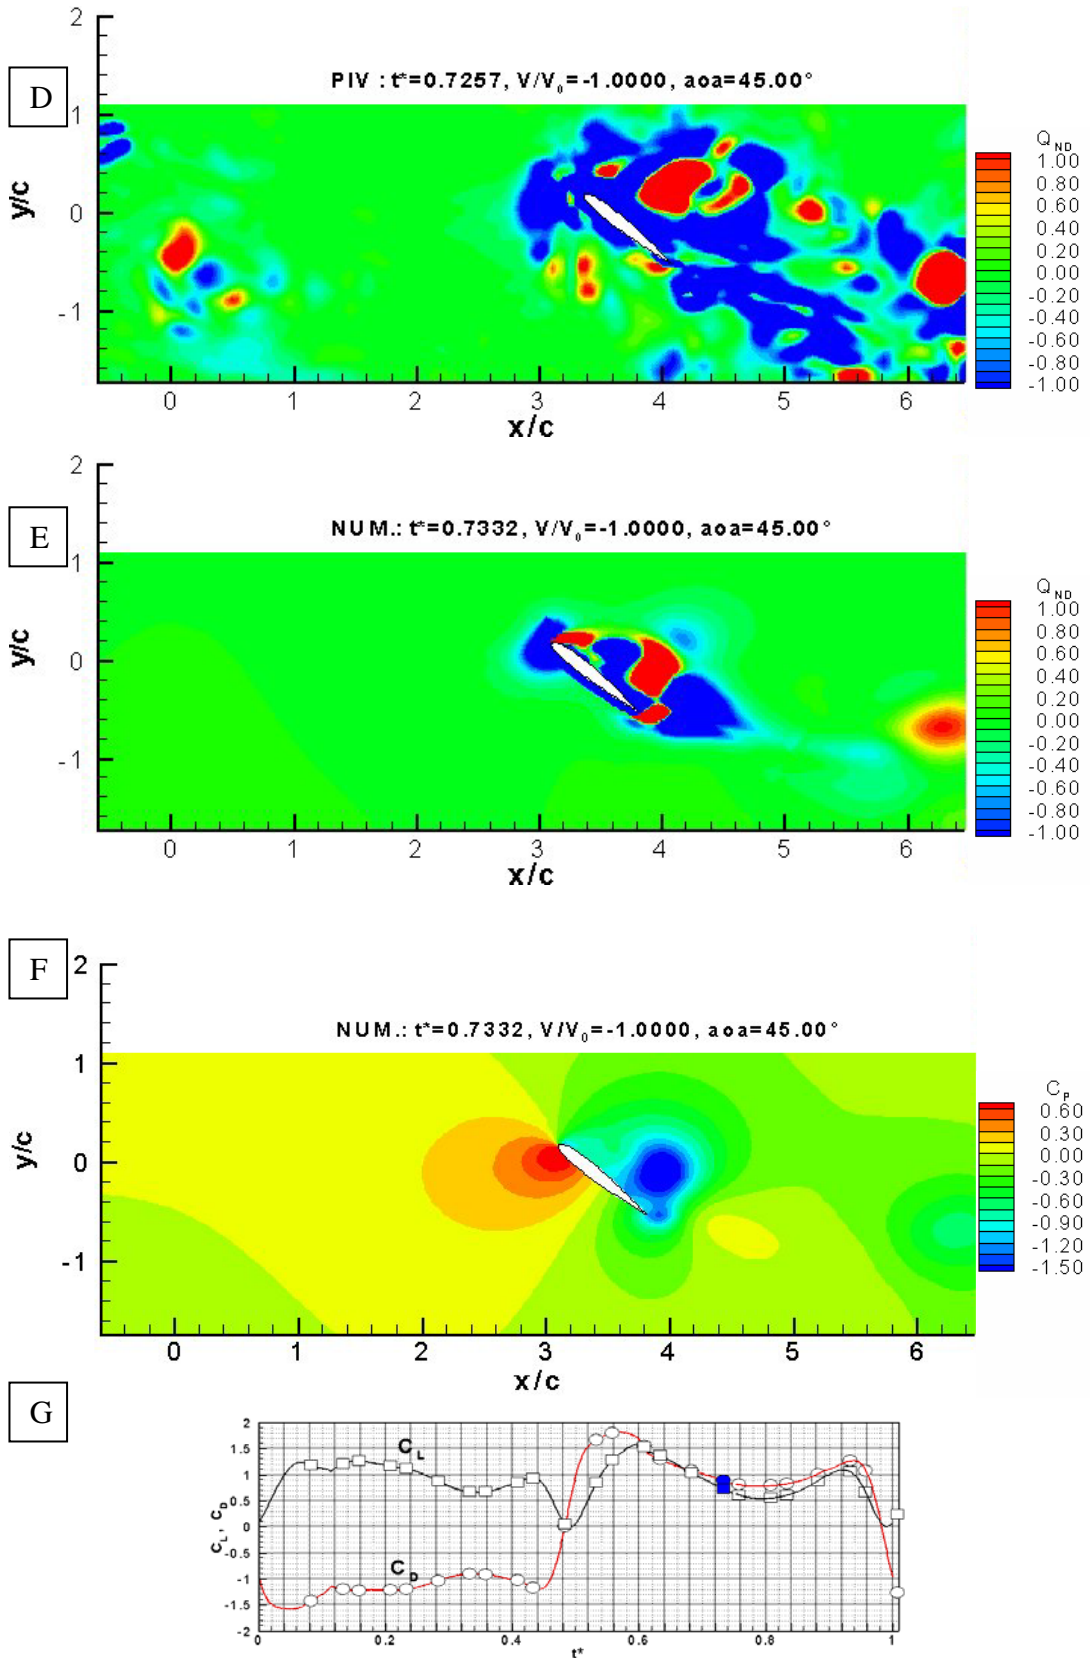 D
2
1
0
-1
y/c
PIV : t*=0.7257, V/V₀=-1.0000, aoa=45.00°
Q ND
1.00
0.80
0.60
0.40
0.20
0.00
-0.20
-0.40
-0.60
-0.80
-1.00
0 1 2 3 4 5 6
x/c
E
2
1
0
-1
y/c
NUM.: t*=0.7332, V/V₀=-1.0000, aoa=45.00°
Q ND
1.00
0.80
0.60
0.40
0.20
0.00
-0.20
-0.40
-0.60
-0.80
-1.00
0 1 2 3 4 5 6
x/c
F
2
1
0
-1
y/c
NUM.: t*=0.7332, V/V₀=-1.0000, aoa=45.00°
C P
0.60
0.30
0.00
-0.30
-0.60
-0.90
-1.20
-1.50
0 1 2 3 4 5 6
x/c
G
2
1.5
1
0.5
0
-0.5
-1
-1.5
-2
C L , C D
C L
C D
0 0.2 0.4 0.6 0.8 1
t*